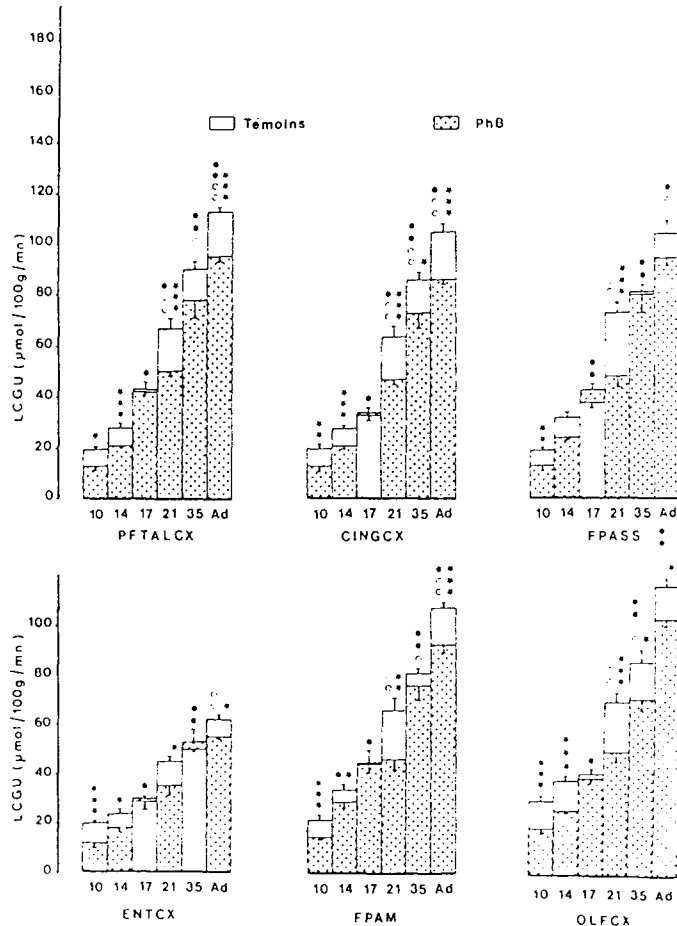 180
160
140
120
100
80
60
40
20
0
LCGU (µmol/100g/mn)
Témoins PhB
10 14 17 21 35 Ad
PFTALCX
10 14 17 21 35 Ad
CINGCX
10 14 17 21 35 Ad
FPASS
100
80
60
40
20
0
LCGU (µmol/100g/mn)
10 14 17 21 35 Ad
ENTCX
10 14 17 21 35 Ad
FPAM
10 14 17 21 35 Ad
OLFCX